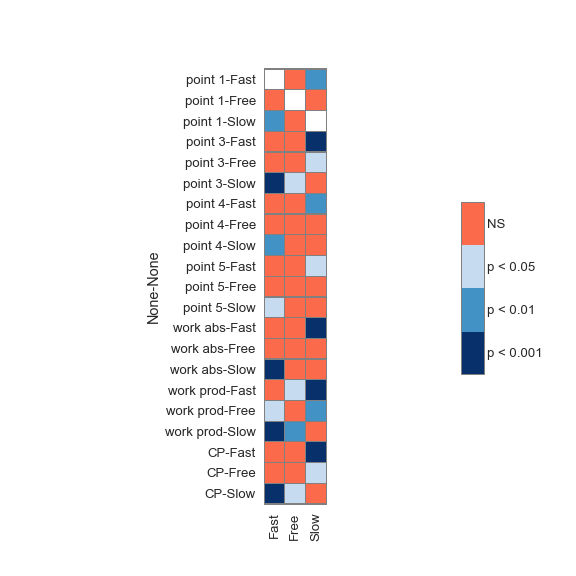 point 1-Fast
point 1-Free
point 1-Slow
point 3-Fast
point 3-Free
point 3-Slow
point 4-Fast
point 4-Free
point 4-Slow
point 5-Fast
point 5-Free
point 5-Slow
work abs-Fast
work abs-Free
work abs-Slow
work prod-Fast
work prod-Free
work prod-Slow
CP-Fast
CP-Free
CP-Slow
None-None
Fast
Free
Slow
NS
p < 0.05
p < 0.01
p < 0.001